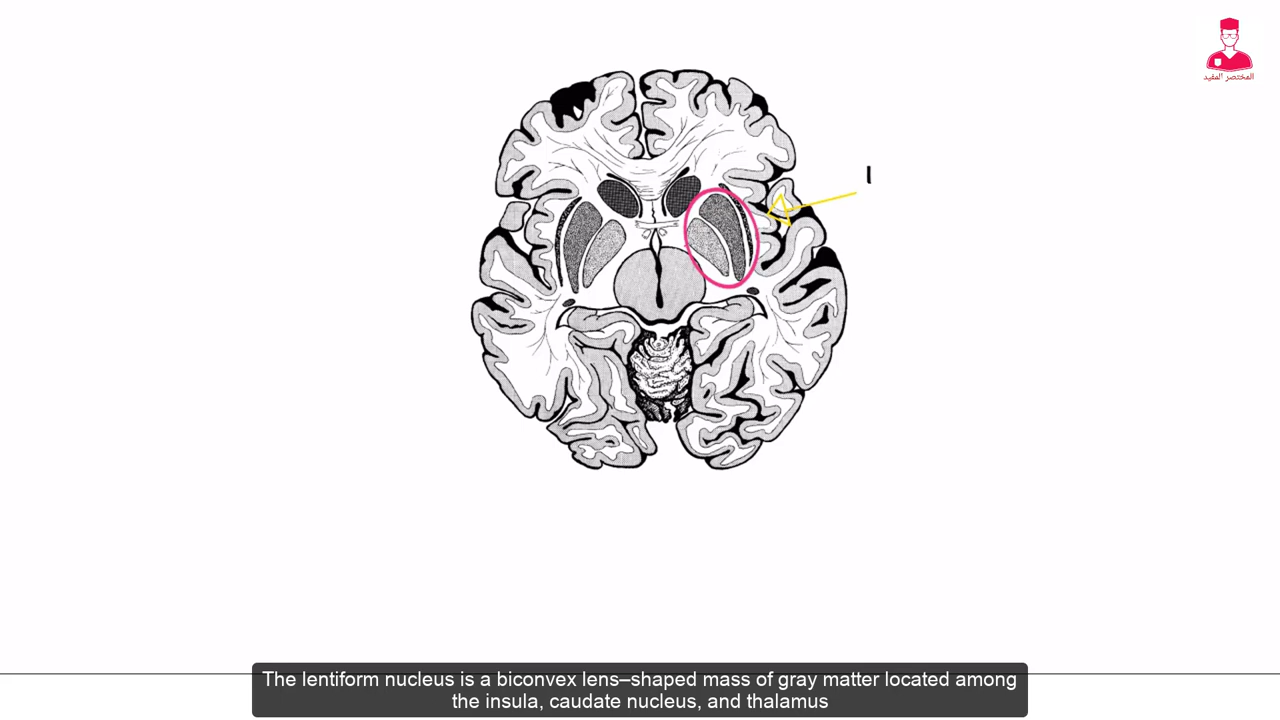 المختصر المفيد
I
The lentiform nucleus is a biconvex lens–shaped mass of gray matter located among
the insula, caudate nucleus, and thalamus